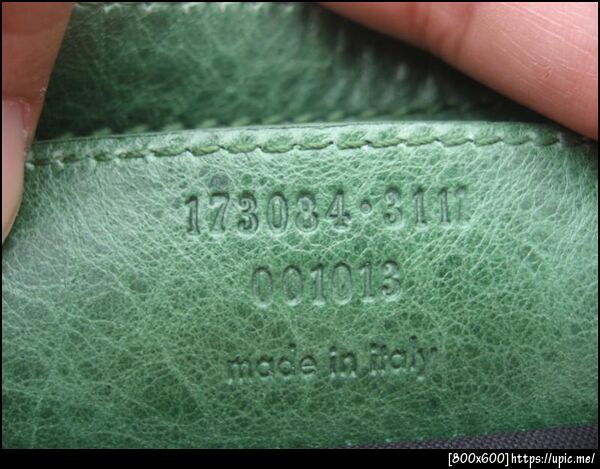 173084·3111
001013
made in italy
[800x600]https://upic.me/